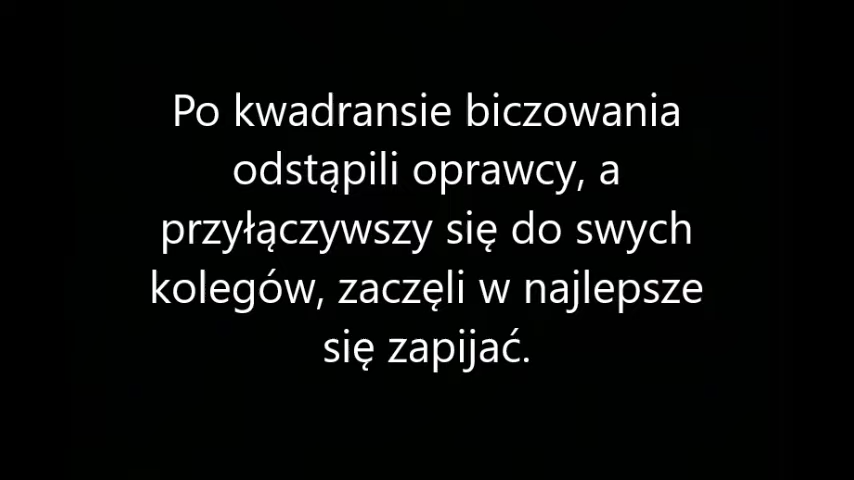 Po kwadransie biczowania
odstąpili oprawcy, a
przyłączywszy się do swych
kolegów, zaczęli w najlepsze
się zapijać.